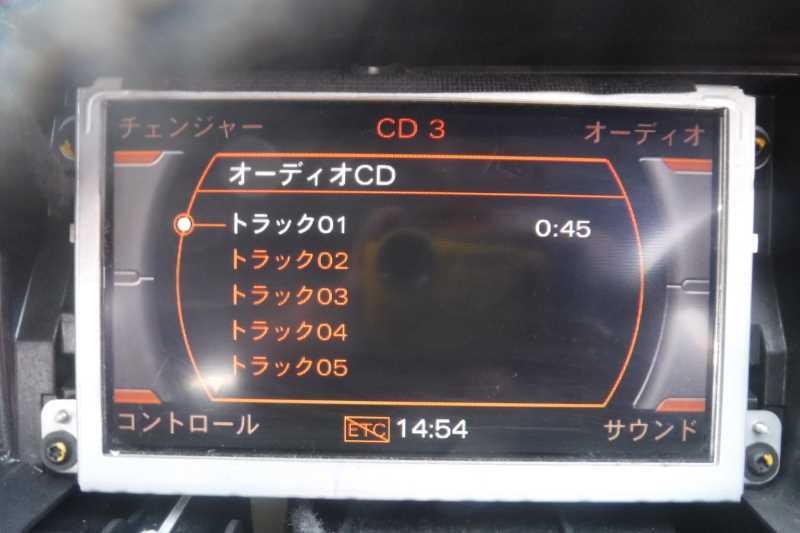 チェンジャー CD 3 オーディオ
オーディオCD
トラック01 0:45
トラック02
トラック03
トラック04
トラック05
コントロール ETC 14:54 サウンド